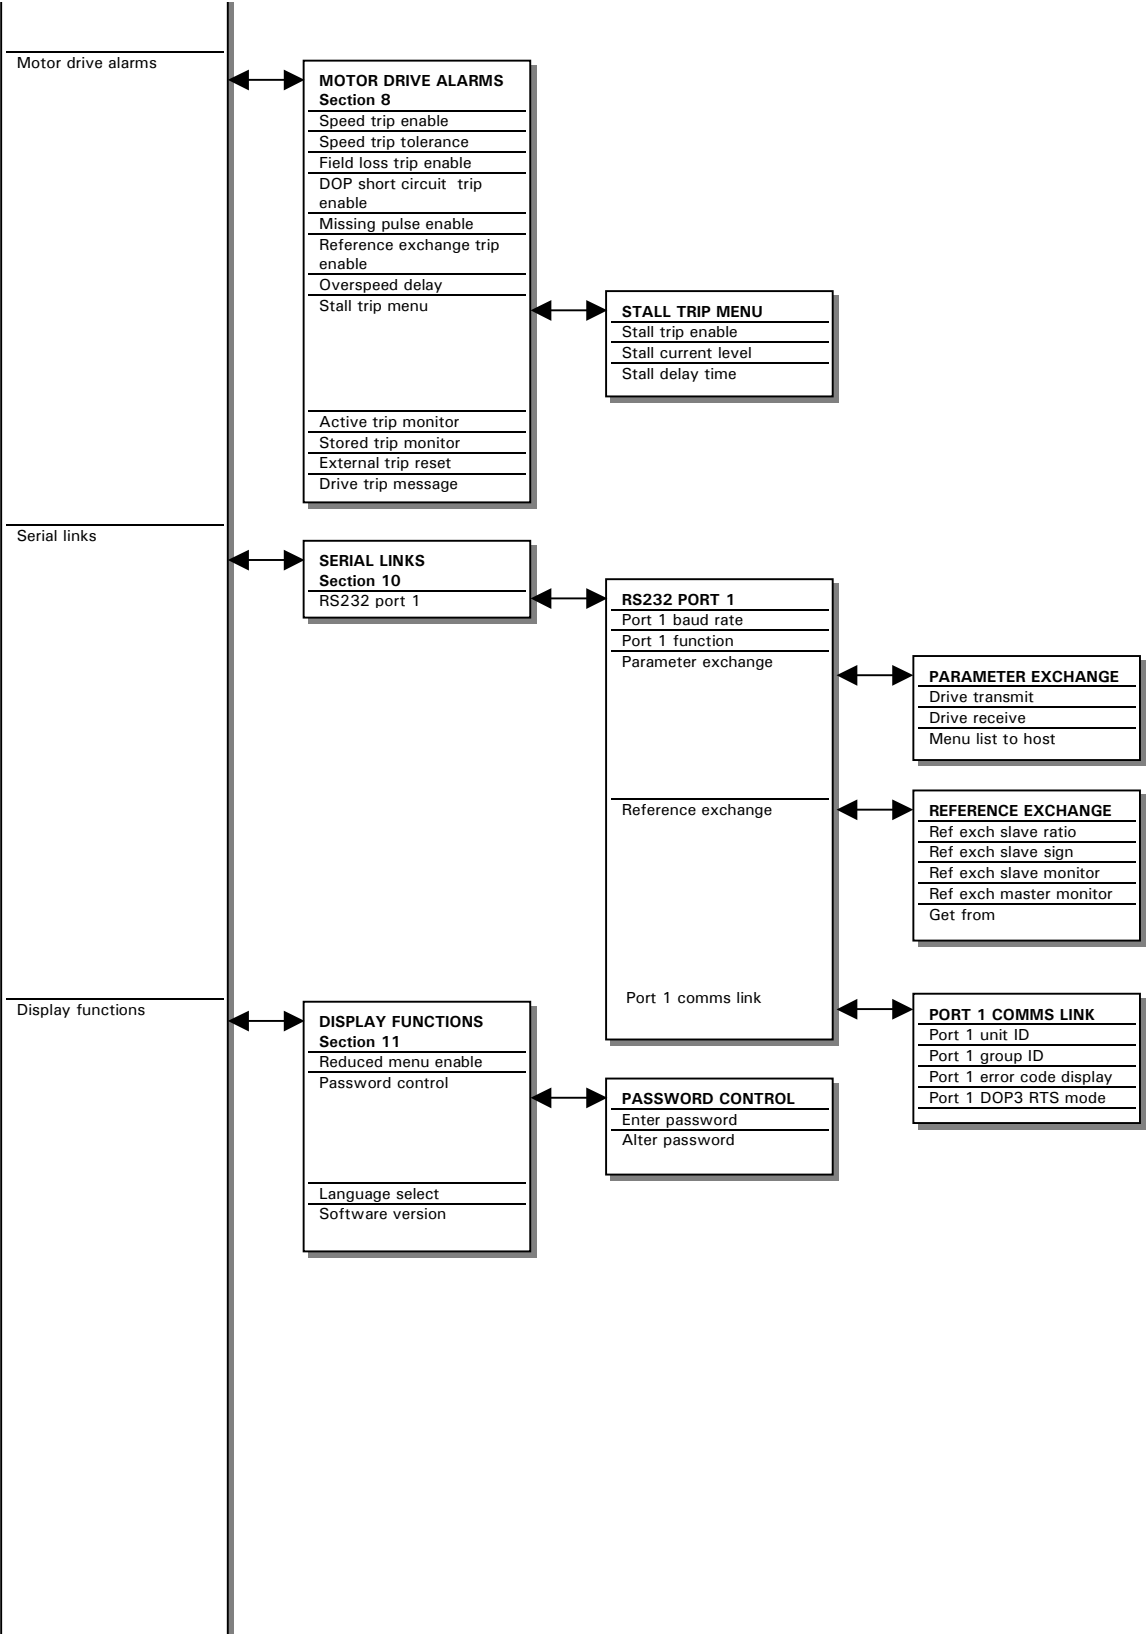 Motor drive alarms
MOTOR DRIVE ALARMS
Section 8
Speed trip enable
Speed trip tolerance
Field loss trip enable
DOP short circuit trip
enable
Missing pulse enable
Reference exchange trip
enable
Overspeed delay
Stall trip menu
STALL TRIP MENU
Stall trip enable
Stall current level
Stall delay time
Active trip monitor
Stored trip monitor
External trip reset
Drive trip message
Serial links
SERIAL LINKS
Section 10
RS232 port 1
RS232 PORT 1
Port 1 baud rate
Port 1 function
Parameter exchange
PARAMETER EXCHANGE
Drive transmit
Drive receive
Menu list to host
Reference exchange
REFERENCE EXCHANGE
Ref exch slave ratio
Ref exch slave sign
Ref exch slave monitor
Ref exch master monitor
Get from
Port 1 comms link
PORT 1 COMMS LINK
Port 1 unit ID
Port 1 group ID
Port 1 error code display
Port 1 DOP3 RTS mode
Display functions
DISPLAY FUNCTIONS
Section 11
Reduced menu enable
Password control
PASSWORD CONTROL
Enter password
Alter password
Language select
Software version